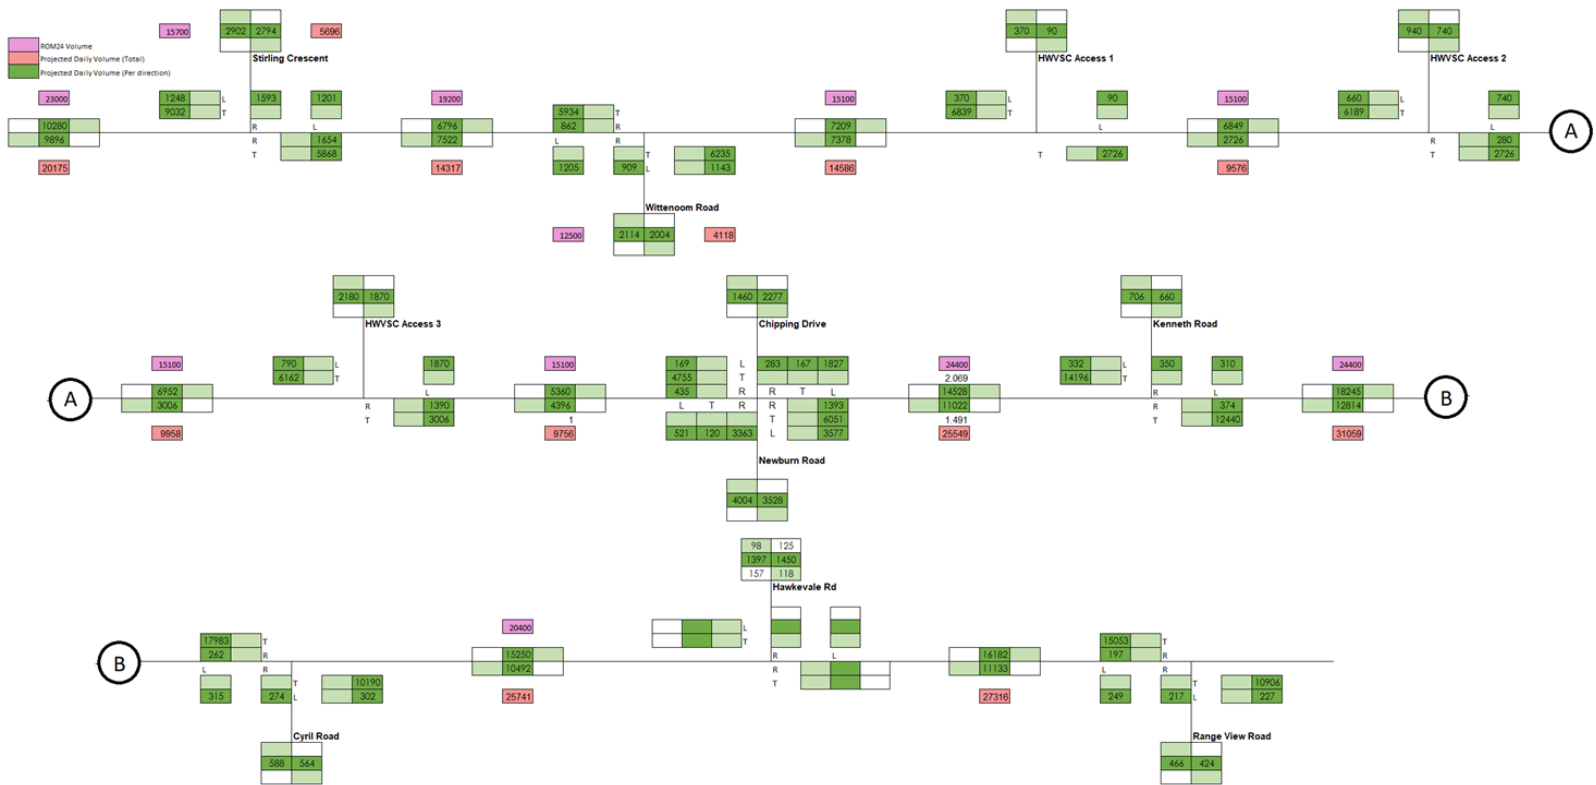 15700
2902 2794
5696
370 90
940 740
ROM24 Volume
Projected Daily Volume (Total)
Projected Daily Volume (Per direction)
Stirling Crescent
HWVSC Access 1
HWVSC Access 2
23000
1248 L
9032 T
1593
1201
19200
5934 T
862 R
15100
370 L
6839 T
90
15100
660 L
6189 T
740
10280
9896
R L
R 1654
T 5868
6796
7522
L R
7209
7378
L
6849
2726
R L
R 280
T 2726
A
20175
14317
1205
909
T
L
6235
1143
14586
T 2726
9576
Wittenoom Road
12500
2114 2004
4118
2180 1870
1460 2277
706 660
HWVSC Access 3
Chipping Drive
Kenneth Road
15100
790 L
6162 T
1870
15100
169 L
4755 T
435 R
283 167 1827
R T L
24400
2.069
332 L
14196 T
350
310
24400
A
6952
3006
L
R 1390
T 3006
5360
4396
1
L T R
521 120 3363
R 1393
T 6051
L 3577
14528
11022
1.491
R L
R 374
T 12440
18245
12814
B
9958
9756
25549
31059
Newburn Road
4004 3528
98 125
1397 1450
157 118
Hawkevale Rd
B
17983 T
262 R
L R
315
274
T
L
10190
302
20400
15250
10492
25741
L
T
R L
R
T
16182
11133
27316
15053 T
197 R
L R
249
217
T
L
10906
227
Cyril Road
588 564
Range View Road
466 424